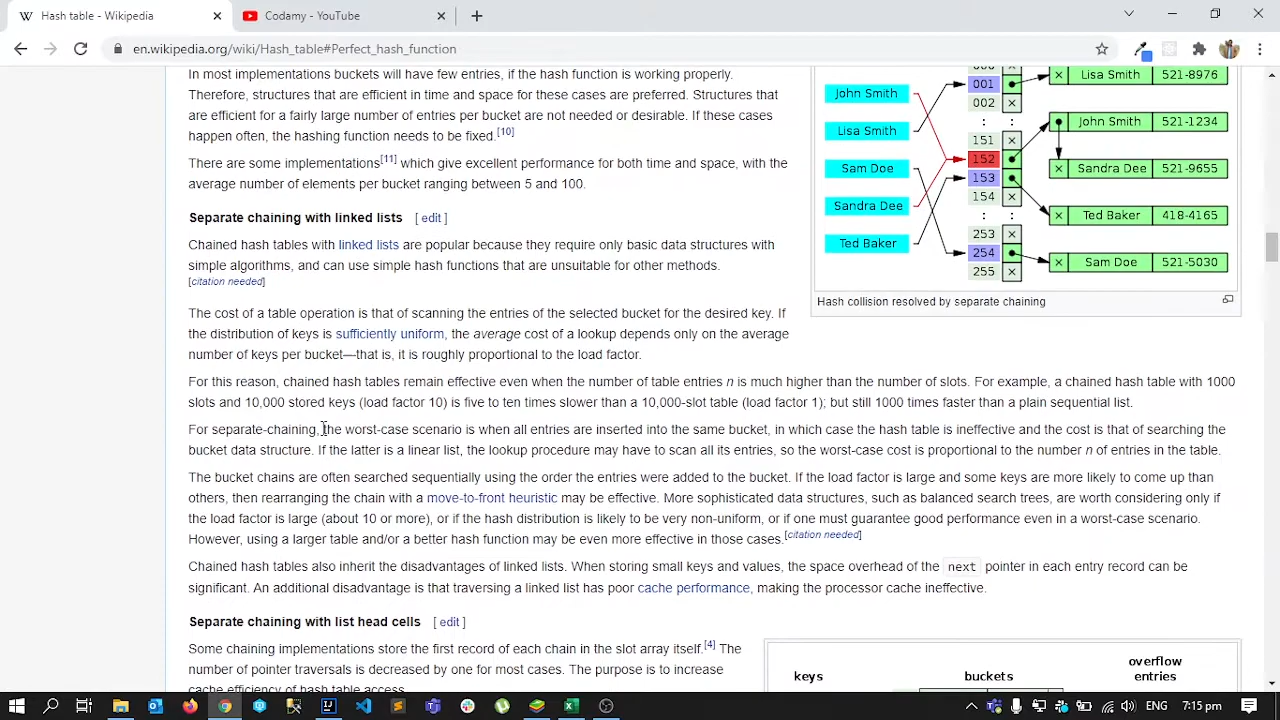 Hash table - Wikipedia
Codamy - YouTube
en.wikipedia.org/wiki/Hash_table#Perfect_hash_function
In most implementations buckets will have few entries, if the hash function is working properly.
Therefore, structures that are efficient in time and space for these cases are preferred. Structures that
are efficient for a fairly large number of entries per bucket are not needed or desirable. If these cases
happen often, the hashing function needs to be fixed.[10]
There are some implementations[11] which give excellent performance for both time and space, with the
average number of elements per bucket ranging between 5 and 100.
Separate chaining with linked lists [ edit ]
Chained hash tables with linked lists are popular because they require only basic data structures with
simple algorithms, and can use simple hash functions that are unsuitable for other methods.
[citation needed]
The cost of a table operation is that of scanning the entries of the selected bucket for the desired key. If
the distribution of keys is sufficiently uniform, the average cost of a lookup depends only on the average
number of keys per bucket—that is, it is roughly proportional to the load factor.
John Smith
Lisa Smith
Sam Doe
Sandra Dee
Ted Baker
001
002
: :
151
152
153
154
: :
253
254
255
× Lisa Smith 521-8976
John Smith 521-1234
× Sandra Dee 521-9655
× Ted Baker 418-4165
× Sam Doe 521-5030
Hash collision resolved by separate chaining
For this reason, chained hash tables remain effective even when the number of table entries n is much higher than the number of slots. For example, a chained hash table with 1000
slots and 10,000 stored keys (load factor 10) is five to ten times slower than a 10,000-slot table (load factor 1); but still 1000 times faster than a plain sequential list.
For separate-chaining, the worst-case scenario is when all entries are inserted into the same bucket, in which case the hash table is ineffective and the cost is that of searching the
bucket data structure. If the latter is a linear list, the lookup procedure may have to scan all its entries, so the worst-case cost is proportional to the number n of entries in the table.
The bucket chains are often searched sequentially using the order the entries were added to the bucket. If the load factor is large and some keys are more likely to come up than
others, then rearranging the chain with a move-to-front heuristic may be effective. More sophisticated data structures, such as balanced search trees, are worth considering only if
the load factor is large (about 10 or more), or if the hash distribution is likely to be very non-uniform, or if one must guarantee good performance even in a worst-case scenario.
However, using a larger table and/or a better hash function may be even more effective in those cases.[citation needed]
Chained hash tables also inherit the disadvantages of linked lists. When storing small keys and values, the space overhead of the next pointer in each entry record can be
significant. An additional disadvantage is that traversing a linked list has poor cache performance, making the processor cache ineffective.
Separate chaining with list head cells [ edit ]
Some chaining implementations store the first record of each chain in the slot array itself.[4] The
number of pointer traversals is decreased by one for most cases. The purpose is to increase
cache efficiency of hash table access.
keys
buckets
overflow
entries
ENG
7:15 pm